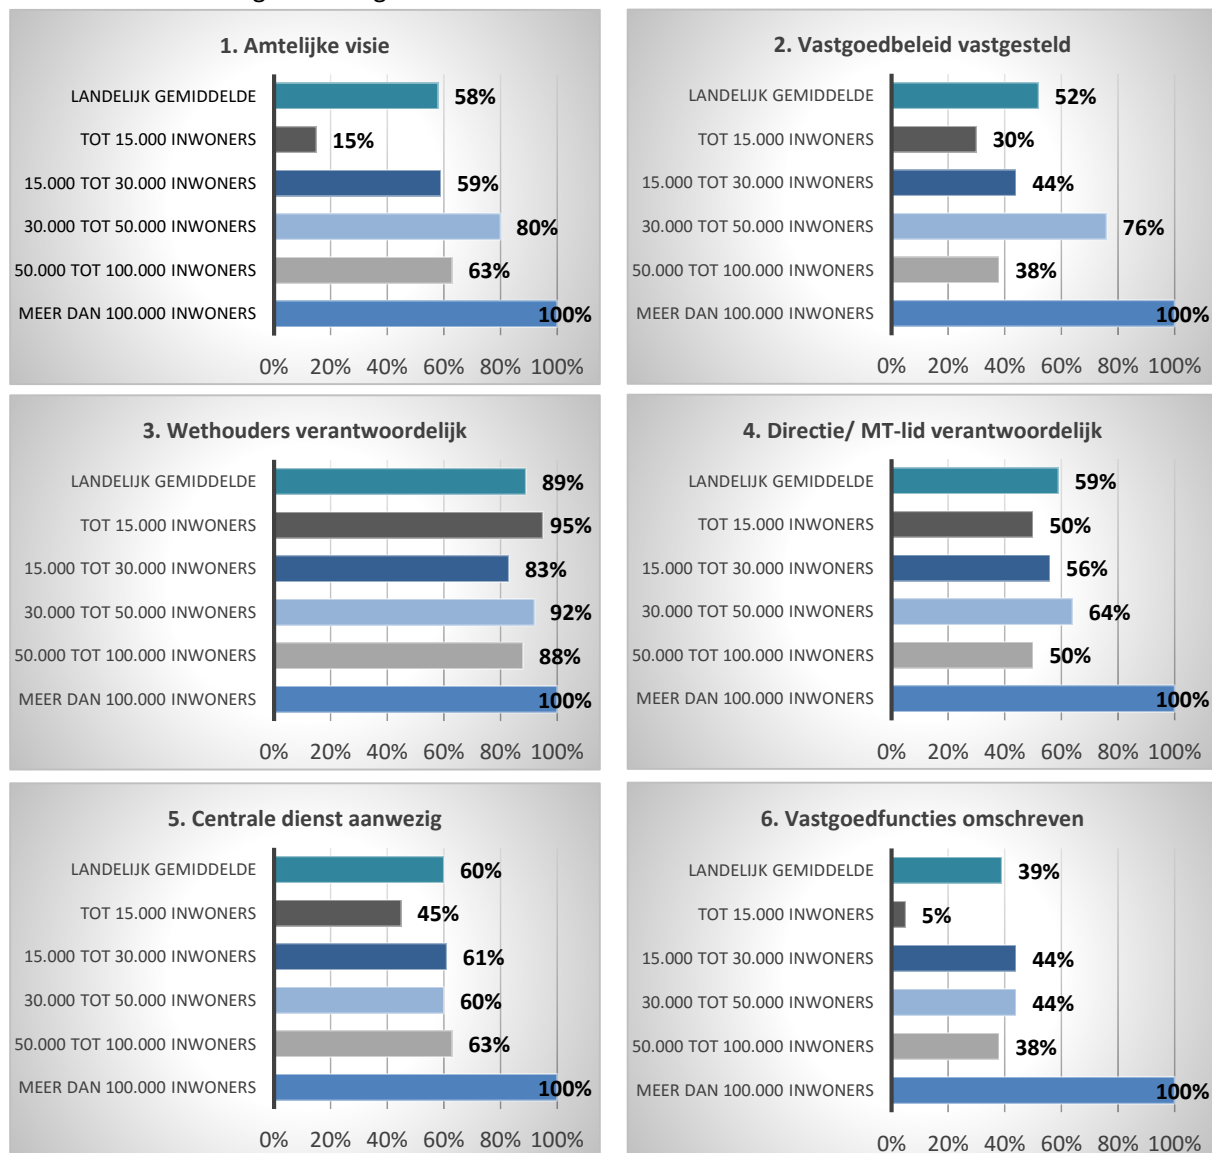 1. Amtelijke visie
0% 20% 40% 60% 80% 100%
LANDELIJK GEMIDDELDE 58%
TOT 15.000 INWONERS 15%
15.000 TOT 30.000 INWONERS 59%
30.000 TOT 50.000 INWONERS 80%
50.000 TOT 100.000 INWONERS 63%
MEER DAN 100.000 INWONERS 100%
0% 20% 40% 60% 80% 100%
2. Vastgoedbeleid vastgesteld
0% 20% 40% 60% 80% 100%
LANDELIJK GEMIDDELDE 52%
TOT 15.000 INWONERS 30%
15.000 TOT 30.000 INWONERS 44%
30.000 TOT 50.000 INWONERS 76%
50.000 TOT 100.000 INWONERS 38%
MEER DAN 100.000 INWONERS 100%
0% 20% 40% 60% 80% 100%
3. Wethouders verantwoordelijk
LANDELIJK GEMIDDELDE 89%
TOT 15.000 INWONERS 95%
15.000 TOT 30.000 INWONERS 83%
30.000 TOT 50.000 INWONERS 92%
50.000 TOT 100.000 INWONERS 88%
MEER DAN 100.000 INWONERS 100%
0% 20% 40% 60% 80% 100%
4. Directie/ MT-lid verantwoordelijk
LANDELIJK GEMIDDELDE 59%
TOT 15.000 INWONERS 50%
15.000 TOT 30.000 INWONERS 56%
30.000 TOT 50.000 INWONERS 64%
50.000 TOT 100.000 INWONERS 50%
MEER DAN 100.000 INWONERS 100%
0% 20% 40% 60% 80% 100%
5. Centrale dienst aanwezig
LANDELIJK GEMIDDELDE 60%
TOT 15.000 INWONERS 45%
15.000 TOT 30.000 INWONERS 61%
30.000 TOT 50.000 INWONERS 60%
50.000 TOT 100.000 INWONERS 63%
MEER DAN 100.000 INWONERS 100%
0% 20% 40% 60% 80% 100%
6. Vastgoedfuncties omschreven
LANDELIJK GEMIDDELDE 39%
TOT 15.000 INWONERS 5%
15.000 TOT 30.000 INWONERS 44%
30.000 TOT 50.000 INWONERS 44%
50.000 TOT 100.000 INWONERS 38%
MEER DAN 100.000 INWONERS 100%
0% 20% 40% 60% 80% 100%